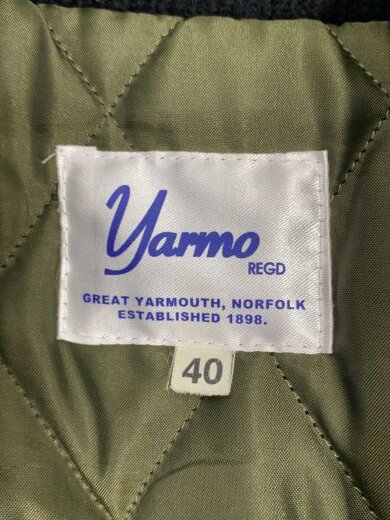 Yarmo
REGD
GREAT YARMOUTH, NORFOLK
ESTABLISHED 1898.
40